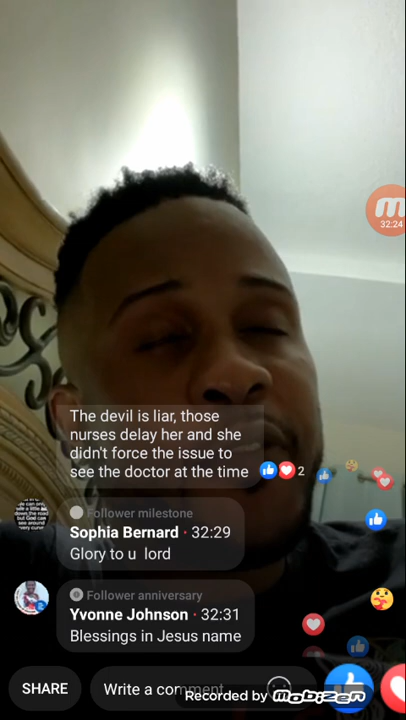 32:24
The devil is liar, those
nurses delay her and she
didn't force the issue to
see the doctor at the time
2
Follower milestone
Sophia Bernard · 32:29
Glory to u lord
Follower anniversary
Yvonne Johnson · 32:31
Blessings in Jesus name
SHARE
Write a comment
Recorded by mobizen